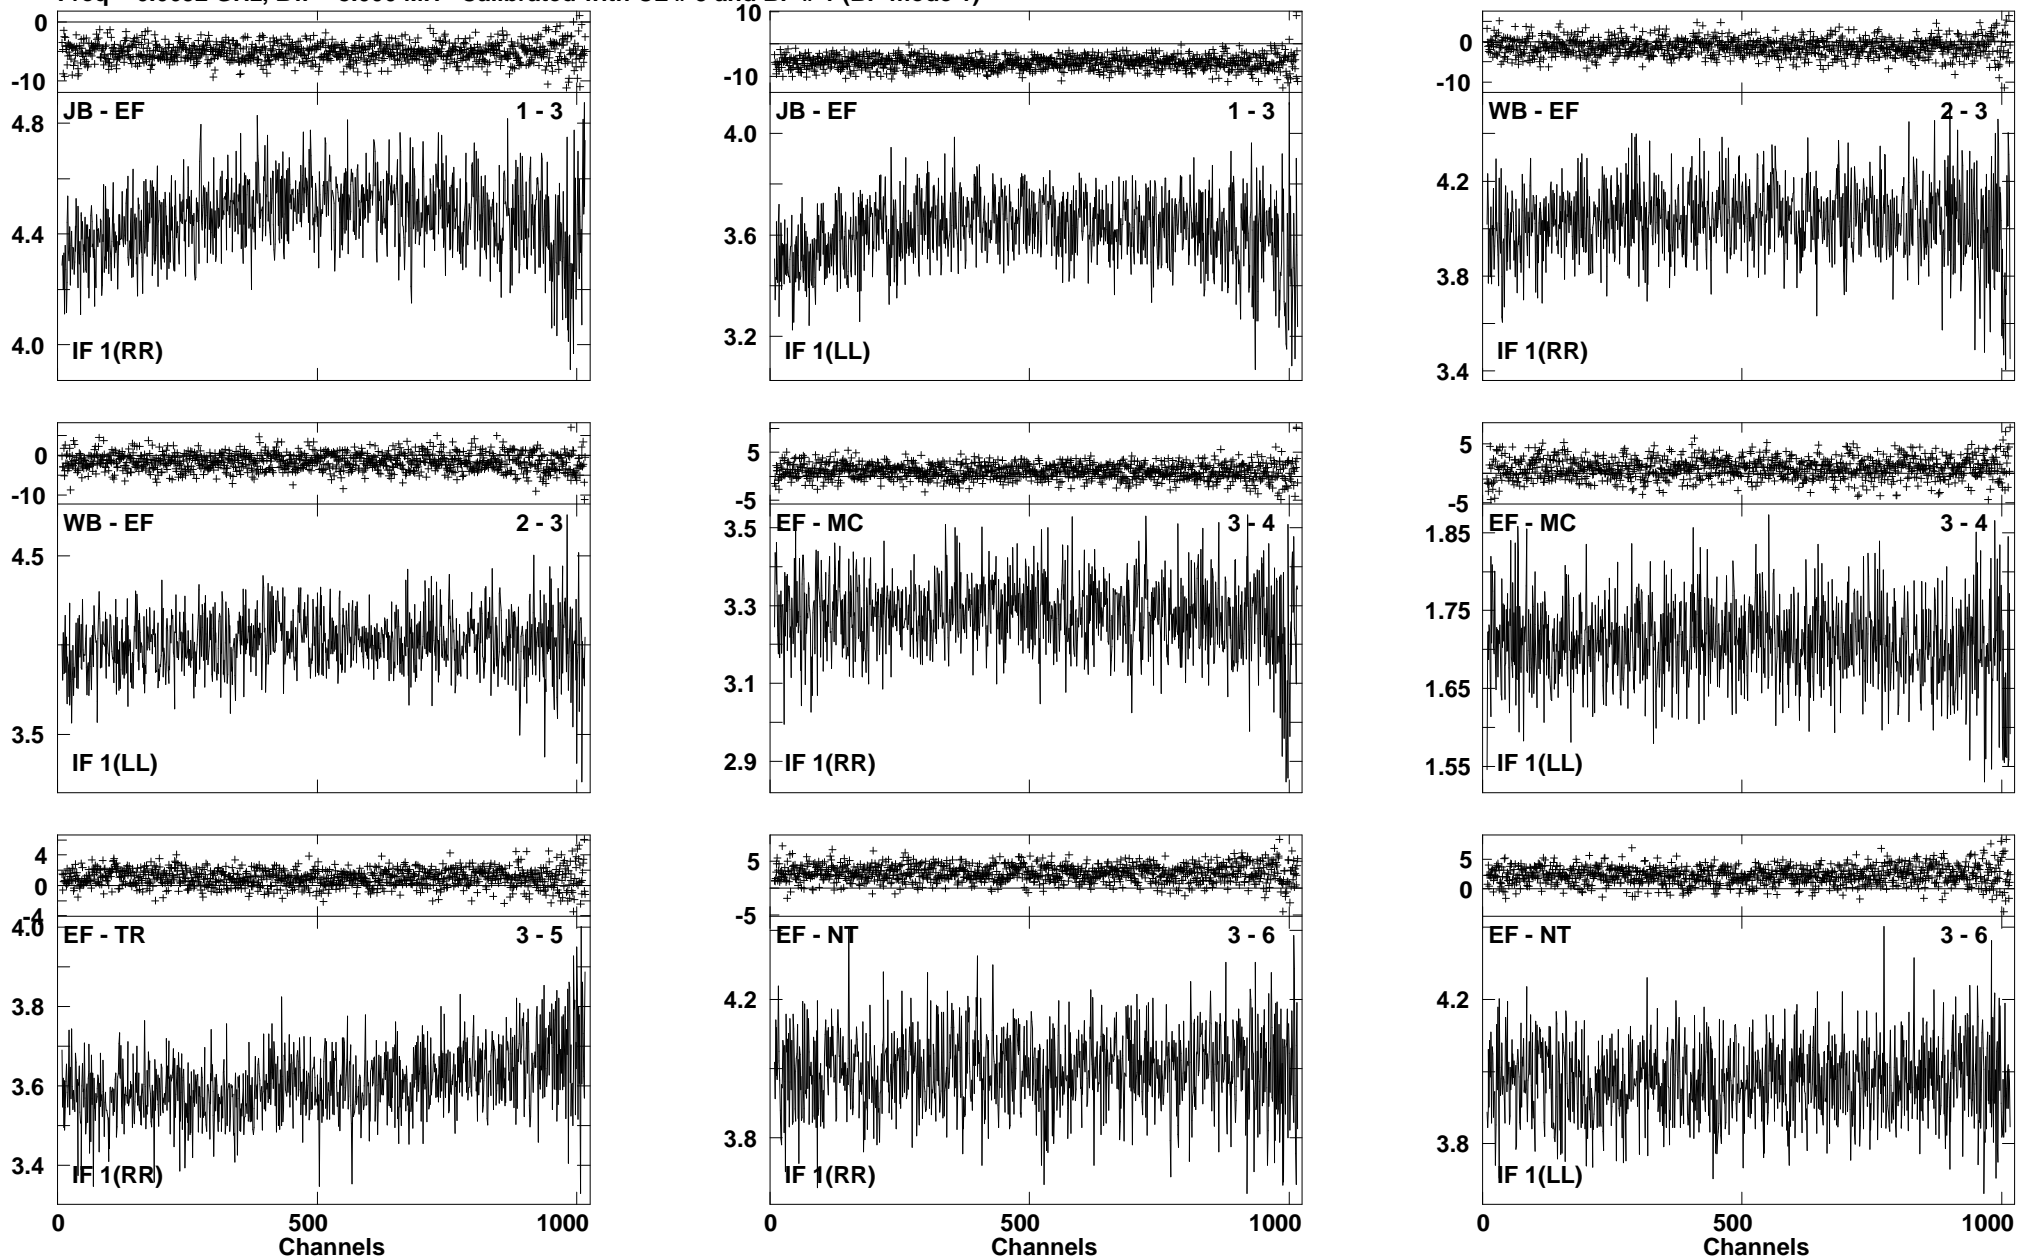 0 10 0
-10 -10 -10
JB - EF 1 - 3 JB - EF 1 - 3 WB - EF 2 - 3
4.8 4.0 4.2
4.4 3.6 3.8
4.0 3.2 3.4
IF 1(RR) IF 1(LL) IF 1(RR)
0 5 5
-10 -5 -5
WB - EF 2 - 3 EF - MC 3 - 4 EF - MC 3 - 4
4.5 3.5 1.85
3.3 1.75
3.5 3.1 1.65
2.9 1.55
IF 1(LL) IF 1(RR) IF 1(LL)
4 5 5
0 0
-4 -5
4.0 EF - TR 3 - 5 EF - NT 3 - 6 EF - NT 3 - 6
3.8 4.2 4.2
3.6
3.4 3.8 3.8
IF 1(RR) IF 1(RR) IF 1(LL)
0 500 1000 0 500 1000 0 500 1000
Channels Channels Channels